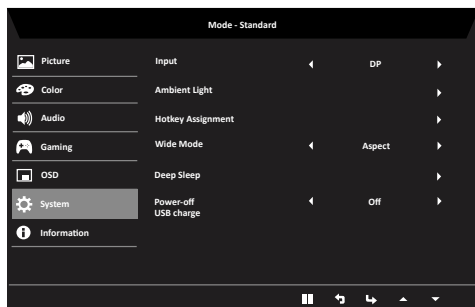 Mode - Standard
Picture
Input
DP
Color
Ambient Light
Audio
Hotkey Assignment
Gaming
Wide Mode
Aspect
OSD
Deep Sleep
System
Power-off
USB charge
Off
Information